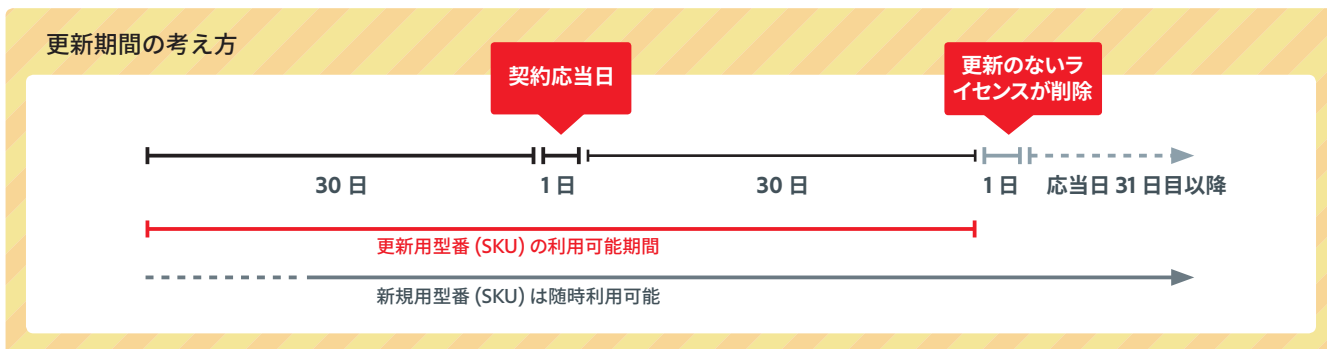 更新期間の考え方
契約応当日
更新のないラ
イセンスが削除
30 日
1 日
30 日
1 日
応当日 31 日目以降
更新用型番 (SKU) の利用可能期間
新規用型番 (SKU) は随時利用可能